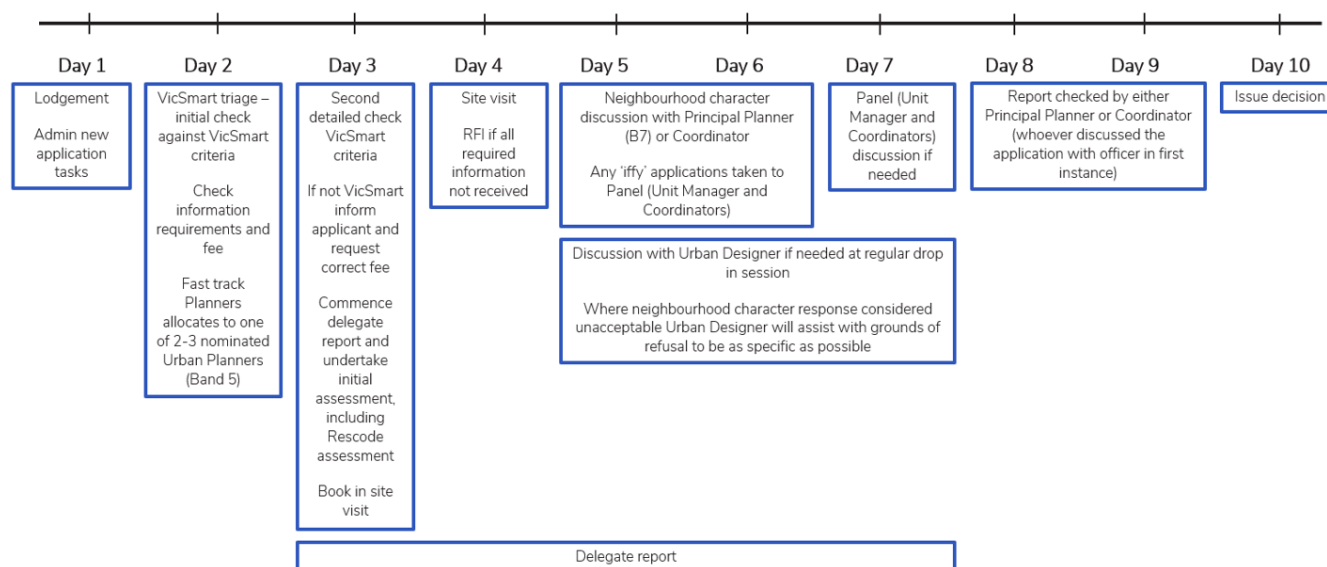 Day 1
Day 2
Day 3
Day 4
Day 5
Day 6
Day 7
Day 8
Day 9
Day 10
Lodgement
Admin new
application
tasks
VicSmart triage –
initial check
against VicSmart
criteria
Check
information
requirements and
fee
Fast track
Planners
allocates to one
of 2-3 nominated
Urban Planners
(Band 5)
Second
detailed check
VicSmart
criteria
If not VicSmart
inform
applicant and
request
correct fee
Commence
delegate
report and
undertake
initial
assessment,
including
Rescode
assessment
Book in site
visit
Site visit
RFI if all
required
information
not received
Neighbourhood character
discussion with Principal Planner
(B7) or Coordinator
Any ‘iffy’ applications taken to
Panel (Unit Manager and
Coordinators)
Panel (Unit
Manager and
Coordinators)
discussion if
needed
Report checked by either
Principal Planner or Coordinator
(whoever discussed the
application with officer in first
instance)
Issue decision
Discussion with Urban Designer if needed at regular drop
in session
Where neighbourhood character response considered
unacceptable Urban Designer will assist with grounds of
refusal to be as specific as possible
Delegate report